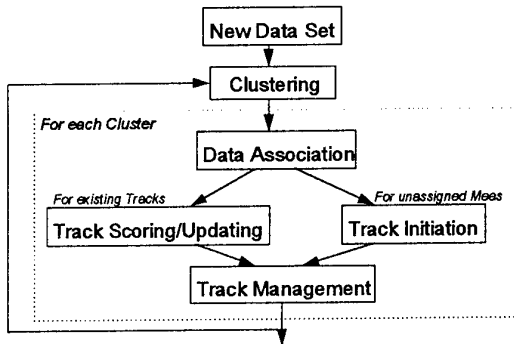 New Data Set
Clustering
For each Cluster
Data Association
For existing Tracks
For unassigned Mees
Track Scoring/Updating
Track Initiation
Track Management